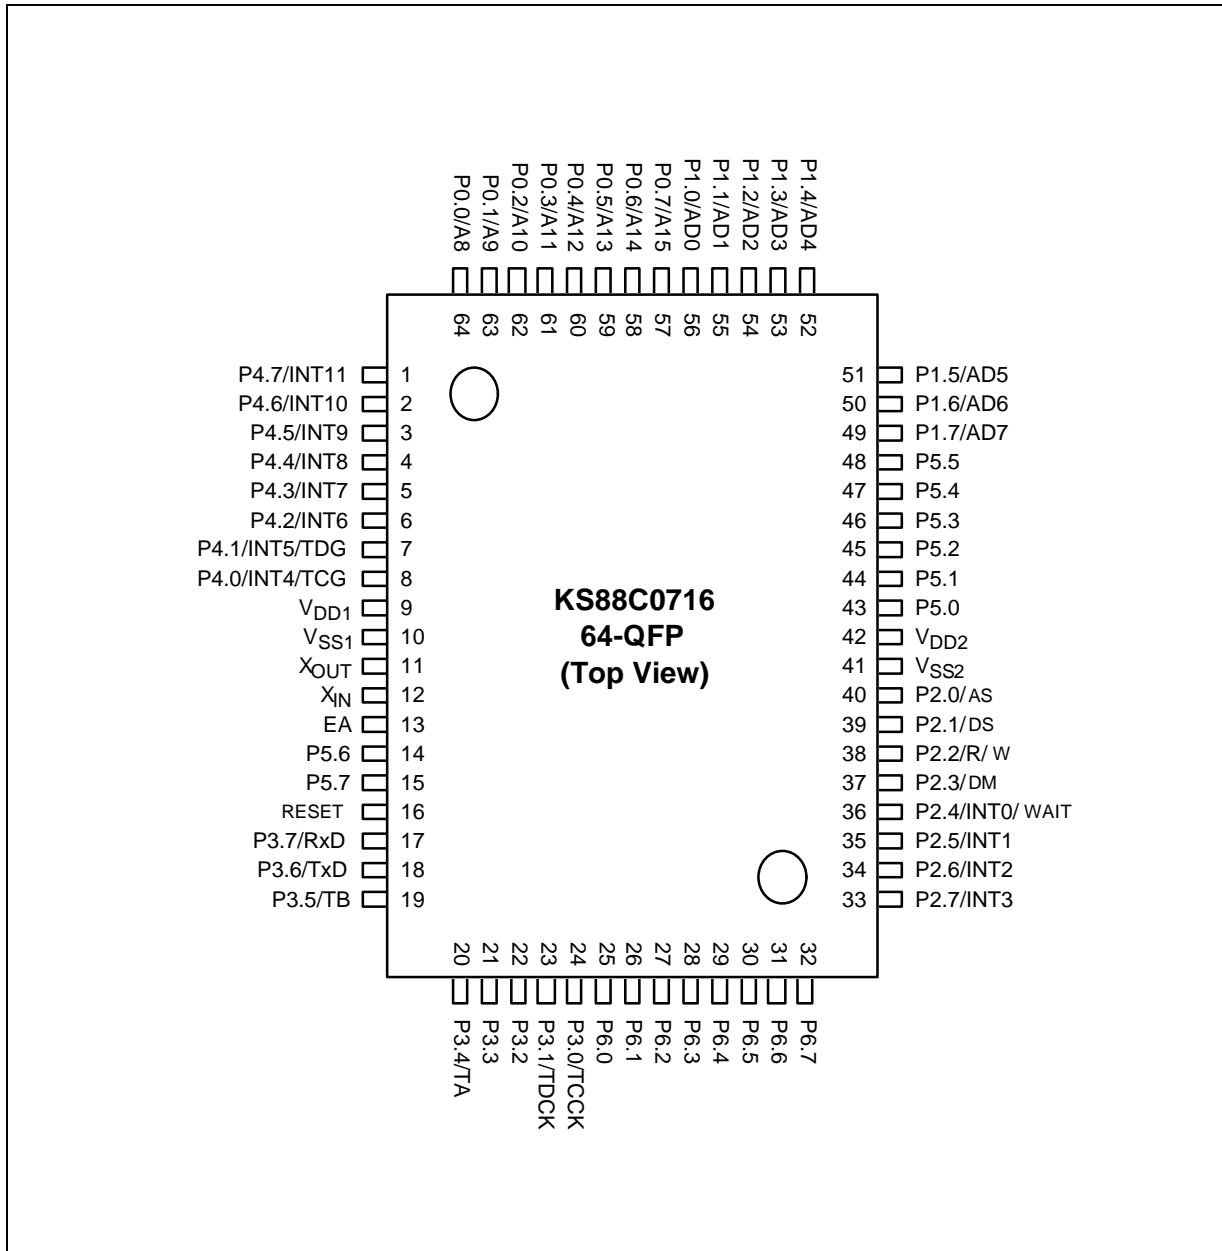 P0.0/A8
P0.1/A9
P0.2/A10
P0.3/A11
P0.4/A12
P0.5/A13
P0.6/A14
P0.7/A15
P1.0/AD0
P1.1/AD1
P1.2/AD2
P1.3/AD3
P1.4/AD4
64
63
62
61
60
59
58
57
56
55
54
53
52
P4.7/INT11 1
P4.6/INT10 2
P4.5/INT9 3
P4.4/INT8 4
P4.3/INT7 5
P4.2/INT6 6
P4.1/INT5/TDG 7
P4.0/INT4/TCG 8
VDD1 9
VSS1 10
XOUT 11
XIN 12
EA 13
P5.6 14
P5.7 15
RESET 16
P3.7/RxD 17
P3.6/TxD 18
P3.5/TB 19
KS88C0716
64-QFP
(Top View)
51 P1.5/AD5
50 P1.6/AD6
49 P1.7/AD7
48 P5.5
47 P5.4
46 P5.3
45 P5.2
44 P5.1
43 P5.0
42 VDD2
41 VSS2
40 P2.0/AS
39 P2.1/DS
38 P2.2/R/ W
37 P2.3/DM
36 P2.4/INT0/ WAIT
35 P2.5/INT1
34 P2.6/INT2
33 P2.7/INT3
20
21
22
23
24
25
26
27
28
29
30
31
32
P3.4/TA
P3.3
P3.2
P3.1/TDCK
P3.0/TCCK
P6.0
P6.1
P6.2
P6.3
P6.4
P6.5
P6.6
P6.7